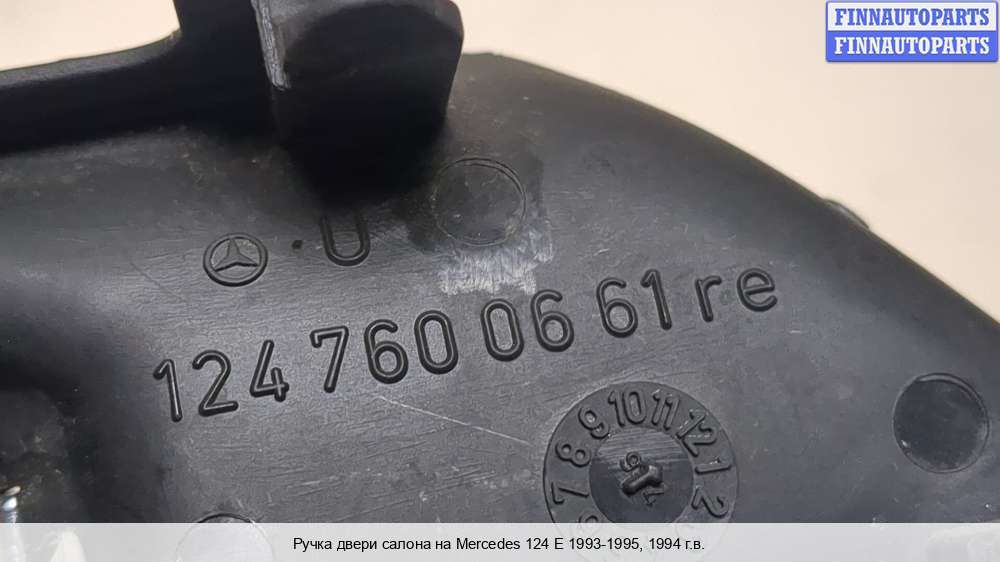 FINNAUTOPARTS
FINNAUTOPARTS
U
124 760 06 61 re
7 8 9 10 11 12 1 2
Ручка двери салона на Mercedes 124 E 1993-1995, 1994 г.в.